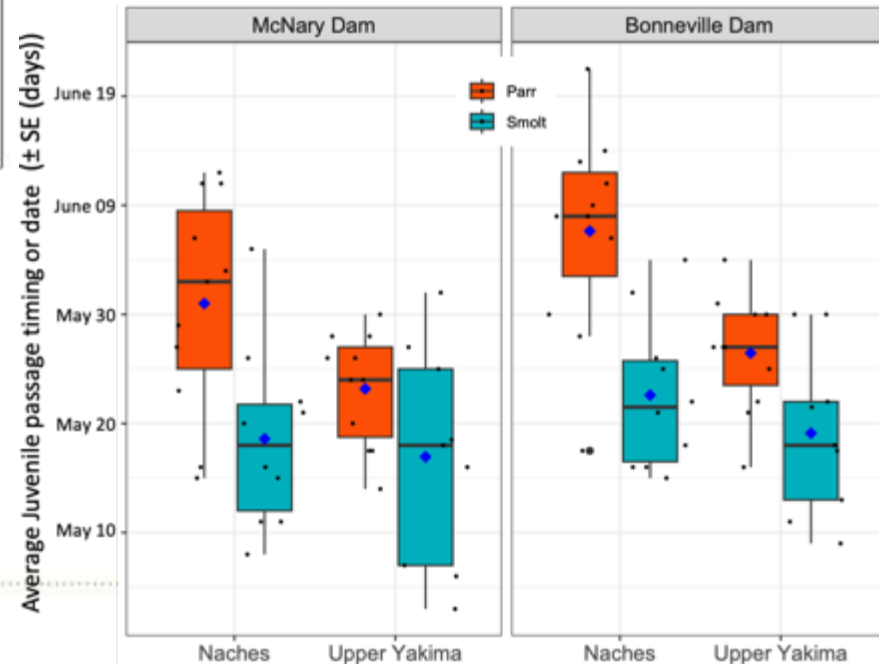 McNary Dam
Bonneville Dam
Average Juvenile passage timing or date (± SE (days))
June 19
June 09
May 30
May 20
May 10
Parr
Smolt
Naches
Upper Yakima
Naches
Upper Yakima